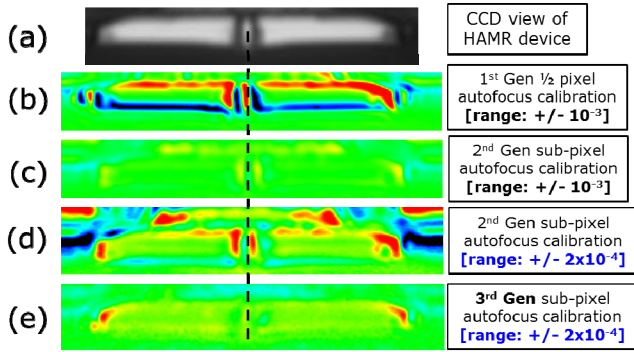 (a)
CCD view of
HAMR device
(b)
1st Gen ½ pixel
autofocus calibration
[range: +/- 10⁻³]
(c)
2nd Gen sub-pixel
autofocus calibration
[range: +/- 10⁻³]
(d)
2nd Gen sub-pixel
autofocus calibration
[range: +/- 2x10⁻⁴]
(e)
3rd Gen sub-pixel
autofocus calibration
[range: +/- 2x10⁻⁴]